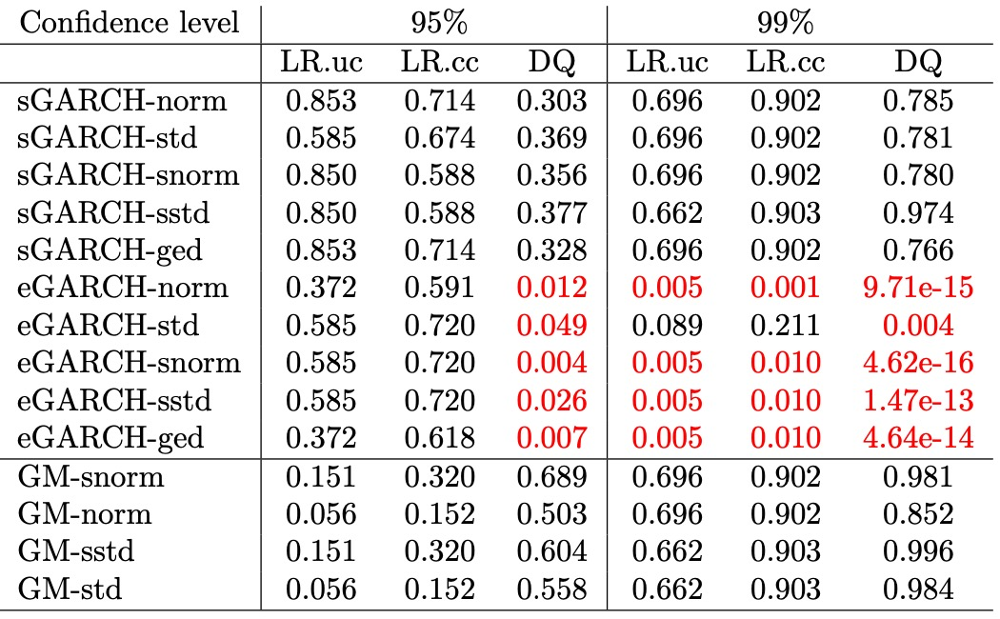 Confidence level 95% 99%
LR.uc LR.cc DQ LR.uc LR.cc DQ
sGARCH-norm 0.853 0.714 0.303 0.696 0.902 0.785
sGARCH-std 0.585 0.674 0.369 0.696 0.902 0.781
sGARCH-snorm 0.850 0.588 0.356 0.696 0.902 0.780
sGARCH-sstd 0.850 0.588 0.377 0.662 0.903 0.974
sGARCH-ged 0.853 0.714 0.328 0.696 0.902 0.766
eGARCH-norm 0.372 0.591 0.012 0.005 0.001 9.71e-15
eGARCH-std 0.585 0.720 0.049 0.089 0.211 0.004
eGARCH-snorm 0.585 0.720 0.004 0.005 0.010 4.62e-16
eGARCH-sstd 0.585 0.720 0.026 0.005 0.010 1.47e-13
eGARCH-ged 0.372 0.618 0.007 0.005 0.010 4.64e-14
GM-snorm 0.151 0.320 0.689 0.696 0.902 0.981
GM-norm 0.056 0.152 0.503 0.696 0.902 0.852
GM-sstd 0.151 0.320 0.604 0.662 0.903 0.996
GM-std 0.056 0.152 0.558 0.662 0.903 0.984